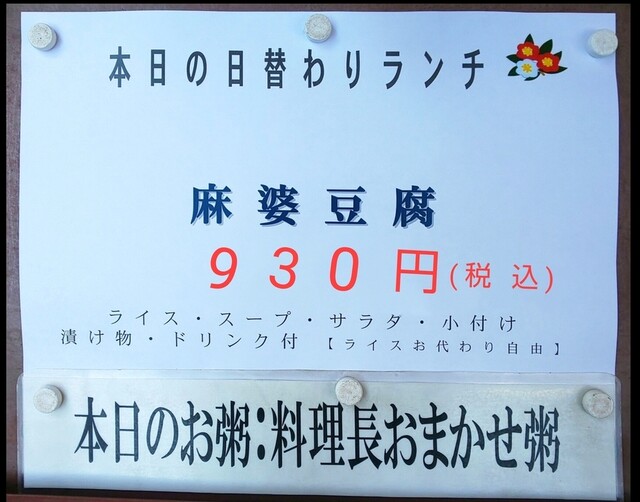 本日の日替わりランチ
麻婆豆腐
930円(税込)
ライス・スープ・サラダ・小付け
漬け物・ドリンク付 【ライスお代わり自由】
本日のお粥:料理長おまかせ粥